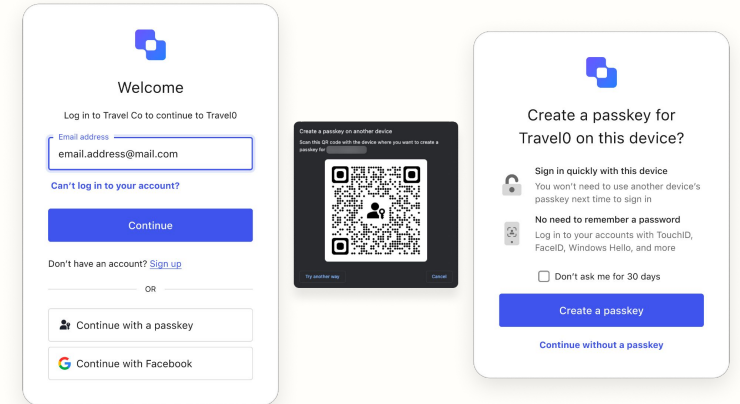 Welcome
Log in to Travel Co to continue to Travel0
Email address
email.address@mail.com
Can't log in to your account?
Continue
Don't have an account? Sign up
OR
Continue with a passkey
Continue with Facebook
Create a passkey on another device
Scan this QR code with the device where you want to create a
passkey for
Try another way
Cancel
Create a passkey for
Travel0 on this device?
Sign in quickly with this device
You won't need to use another device's
passkey next time to sign in
No need to remember a password
Log in to your accounts with TouchID,
FaceID, Windows Hello, and more
Don't ask me for 30 days
Create a passkey
Continue without a passkey